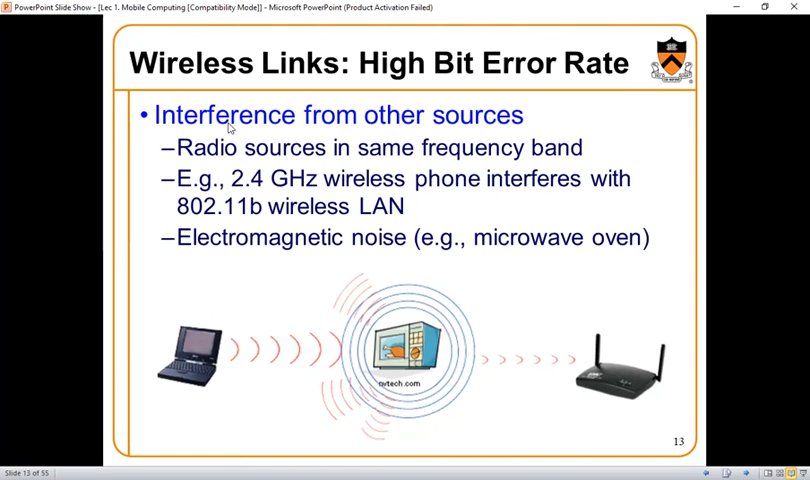 PowerPoint Slide Show - [Lec 1. Mobile Computing [Compatibility Mode]] - Microsoft PowerPoint (Product Activation Failed)
Wireless Links: High Bit Error Rate
• Interference from other sources
–Radio sources in same frequency band
–E.g., 2.4 GHz wireless phone interferes with
802.11b wireless LAN
–Electromagnetic noise (e.g., microwave oven)
13
Slide 13 of 55